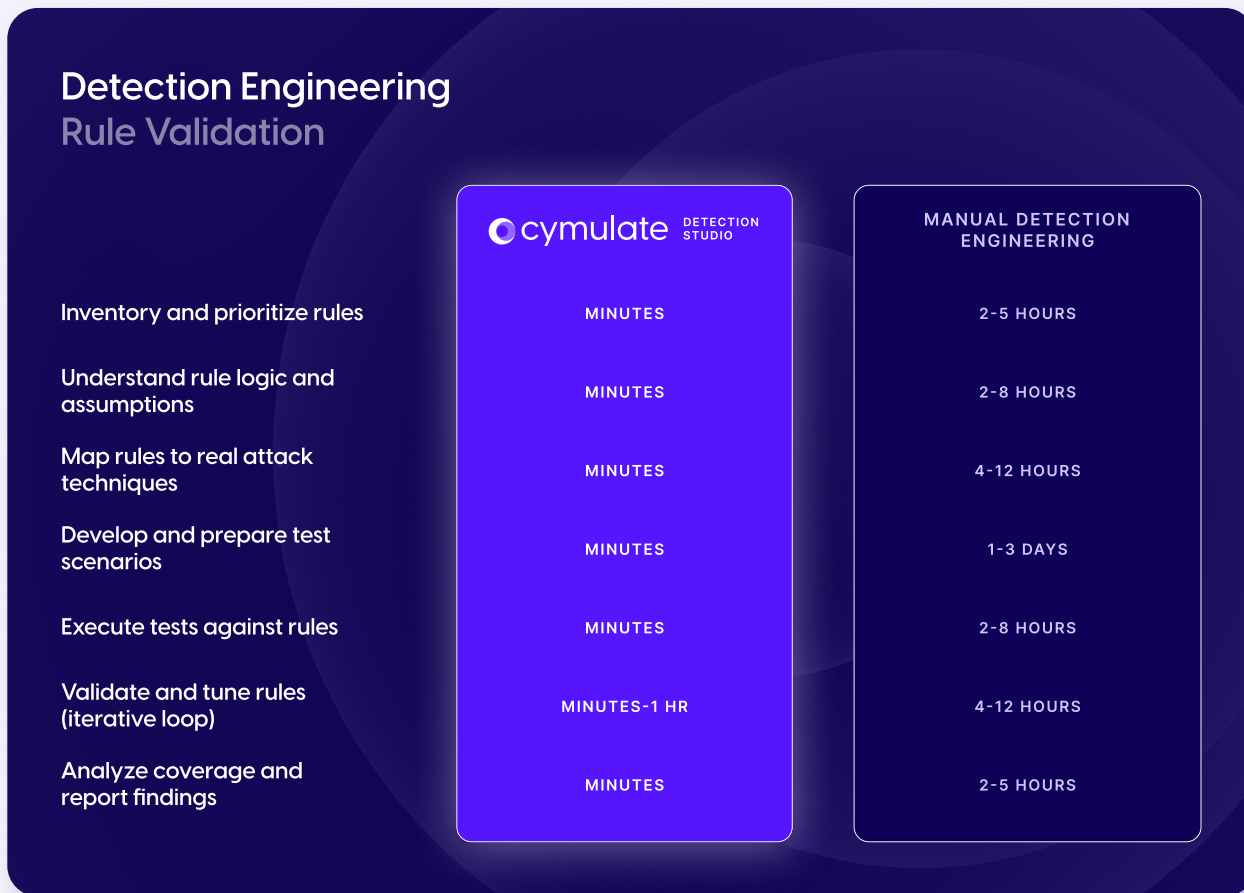 Detection Engineering
Rule Validation
cymulate DETECTION STUDIO
MANUAL DETECTION
ENGINEERING
Inventory and prioritize rules
MINUTES
2-5 HOURS
Understand rule logic and
assumptions
MINUTES
2-8 HOURS
Map rules to real attack
techniques
MINUTES
4-12 HOURS
Develop and prepare test
scenarios
MINUTES
1-3 DAYS
Execute tests against rules
MINUTES
2-8 HOURS
Validate and tune rules
(iterative loop)
MINUTES-1 HR
4-12 HOURS
Analyze coverage and
report findings
MINUTES
2-5 HOURS